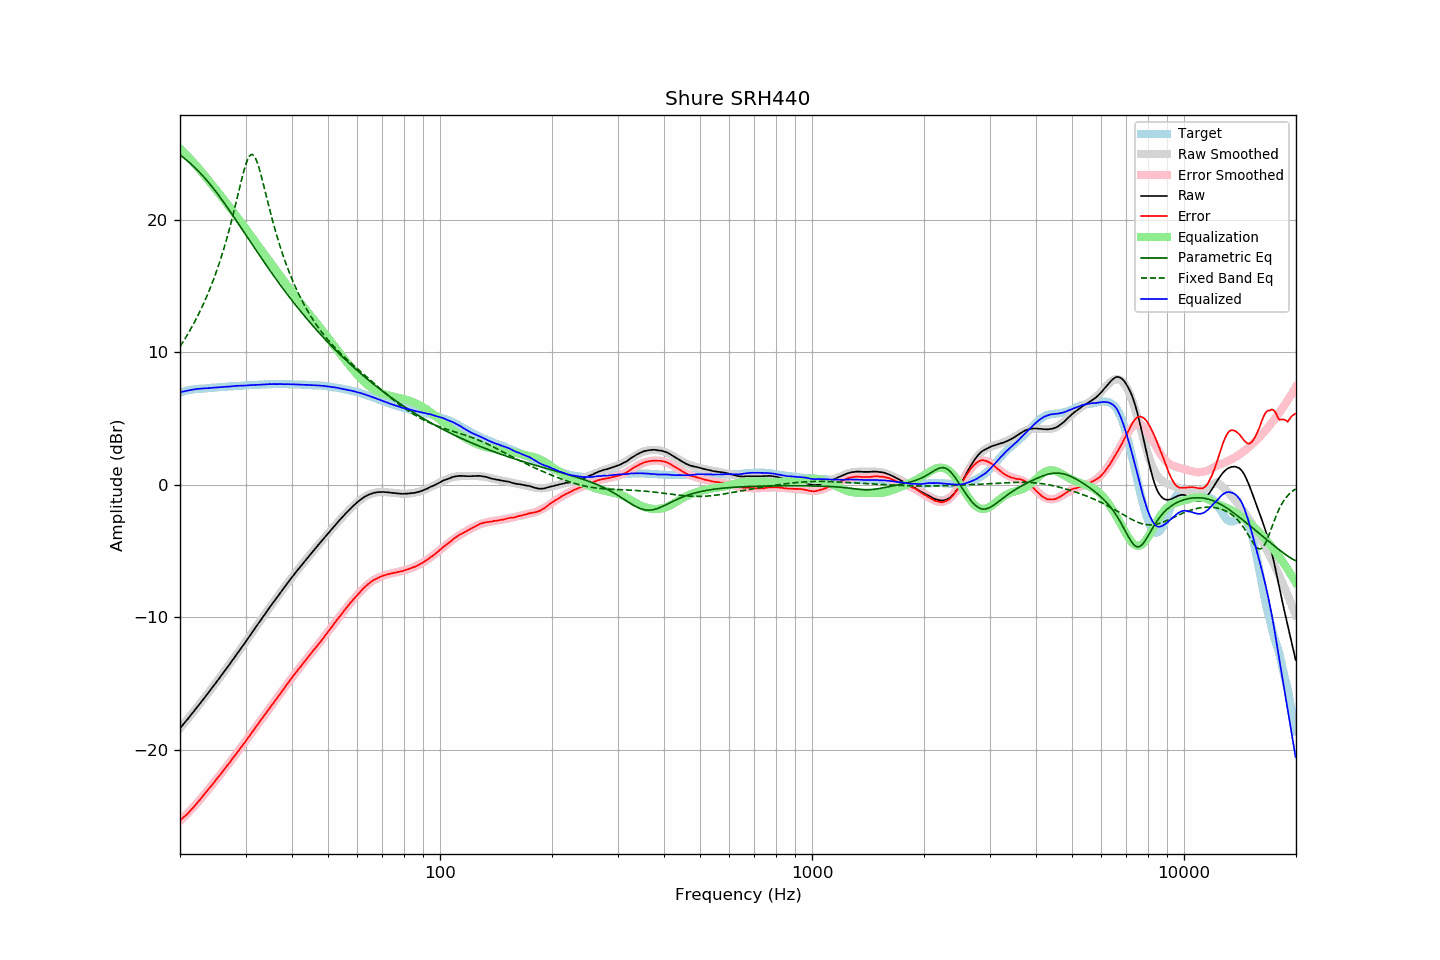 Shure SRH440
Target
Raw Smoothed
Error Smoothed
Raw
Error
Equalization
Parametric Eq
Fixed Band Eq
Equalized
Amplitude (dBr)
20
10
0
−10
−20
100
1000
10000
Frequency (Hz)